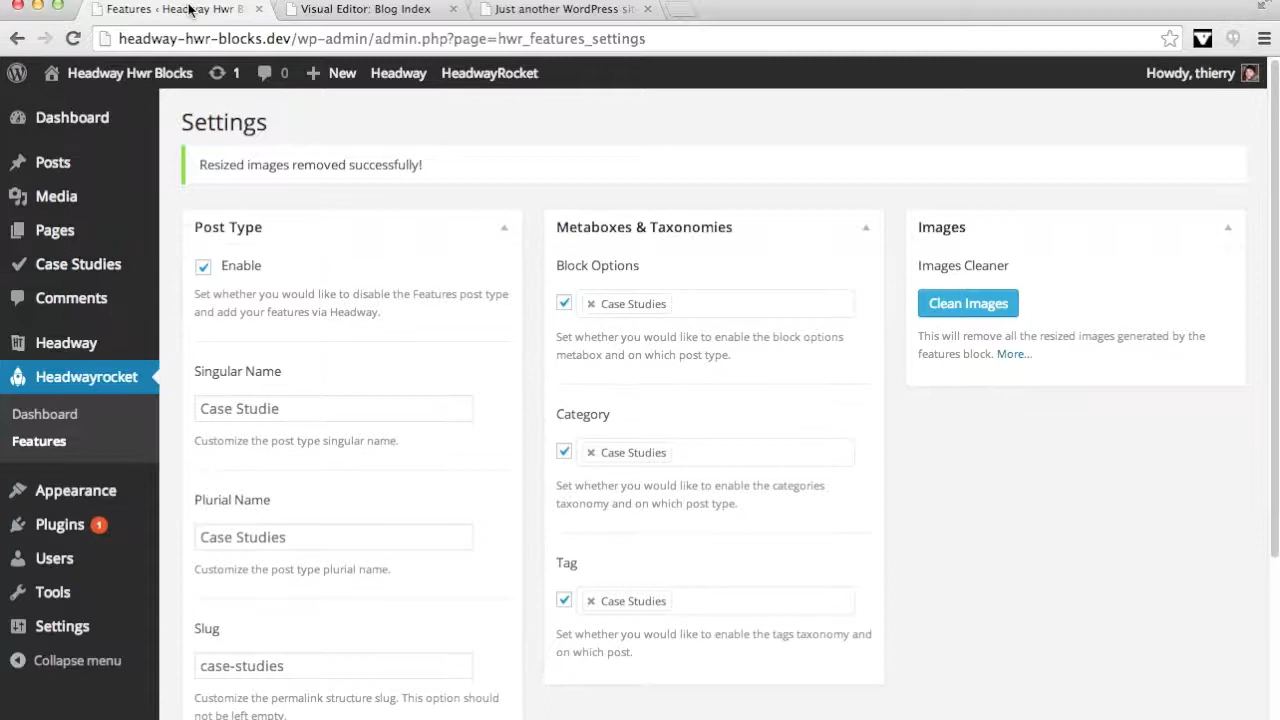 Features ‹ Headway Hwr B
Visual Editor: Blog Index
Just another WordPress sit
headway-hwr-blocks.dev/wp-admin/admin.php?page=hwr_features_settings
Headway Hwr Blocks
1
0
New
Headway
HeadwayRocket
Howdy, thierry
Dashboard
Posts
Media
Pages
Case Studies
Comments
Headway
Headwayrocket
Dashboard
Features
Appearance
Plugins 1
Users
Tools
Settings
Collapse menu
Settings
Resized images removed successfully!
Post Type
Enable
Set whether you would like to disable the Features post type
and add your features via Headway.
Singular Name
Case Studie
Customize the post type singular name.
Plurial Name
Case Studies
Customize the post type plurial name.
Slug
case-studies
Customize the permalink structure slug. This option should
not be left empty.
Metaboxes & Taxonomies
Block Options
Case Studies
Set whether you would like to enable the block options
metabox and on which post type.
Category
Case Studies
Set whether you would like to enable the categories
taxonomy and on which post type.
Tag
Case Studies
Set whether you would like to enable the tags taxonomy and
on which post.
Images
Images Cleaner
Clean Images
This will remove all the resized images generated by the
features block. More...